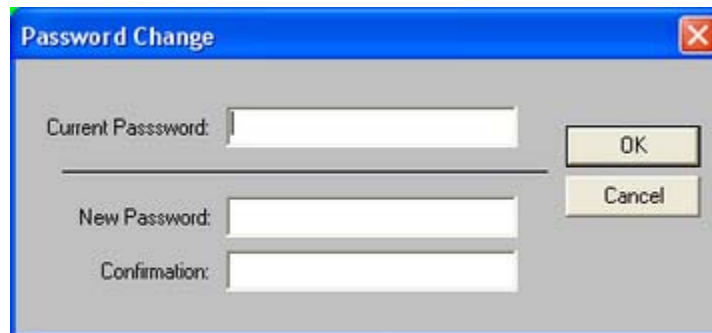 Password Change
Current Passsword:
OK
Cancel
New Password:
Confirmation: